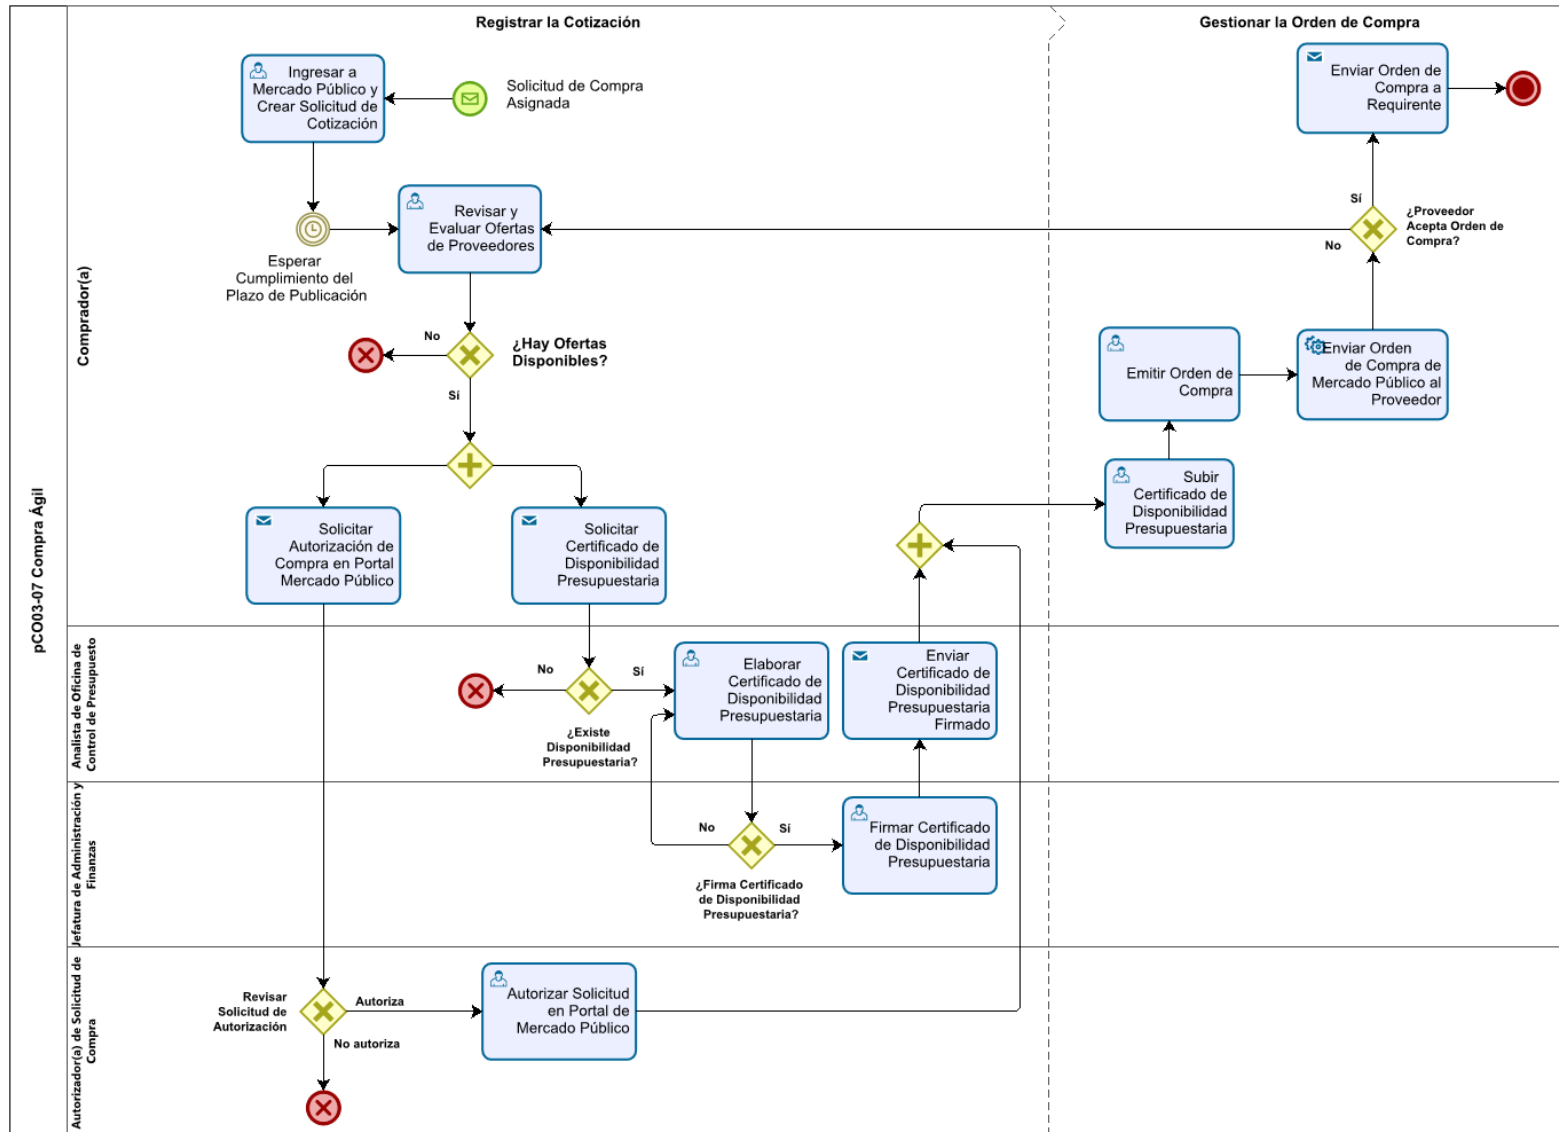 Registrar la Cotización
Gestionar la Orden de Compra
pCO03-07 Compra Ágil
Comprador(a)
Ingresar a
Mercado Público y
Crear Solicitud de
Cotización
Solicitud de Compra
Asignada
Enviar Orden de
Compra a
Requirente
Esperar
Cumplimiento del
Plazo de Publicación
Revisar y
Evaluar Ofertas
de Proveedores
Sí
No
¿Proveedor
Acepta Orden de
Compra?
No
¿Hay Ofertas
Disponibles?
Sí
Emitir Orden de
Compra
Enviar Orden
de Compra de
Mercado Público al
Proveedor
Solicitar
Autorización de
Compra en Portal
Mercado Público
Solicitar
Certificado de
Disponibilidad
Presupuestaria
Subir
Certificado de
Disponibilidad
Presupuestaria
Analista de Oficina de
Control de Presupuesto
No
Sí
¿Existe
Disponibilidad
Presupuestaria?
Elaborar
Certificado de
Disponibilidad
Presupuestaria
Enviar
Certificado de
Disponibilidad
Presupuestaria
Firmado
Jefatura de Administración y
Finanzas
No
Sí
¿Firma Certificado
de Disponibilidad
Presupuestaria?
Firmar Certificado
de Disponibilidad
Presupuestaria
Autorizador(a) de Solicitud de
Compra
Revisar
Solicitud de
Autorización
Autoriza
No autoriza
Autorizar Solicitud
en Portal de
Mercado Público